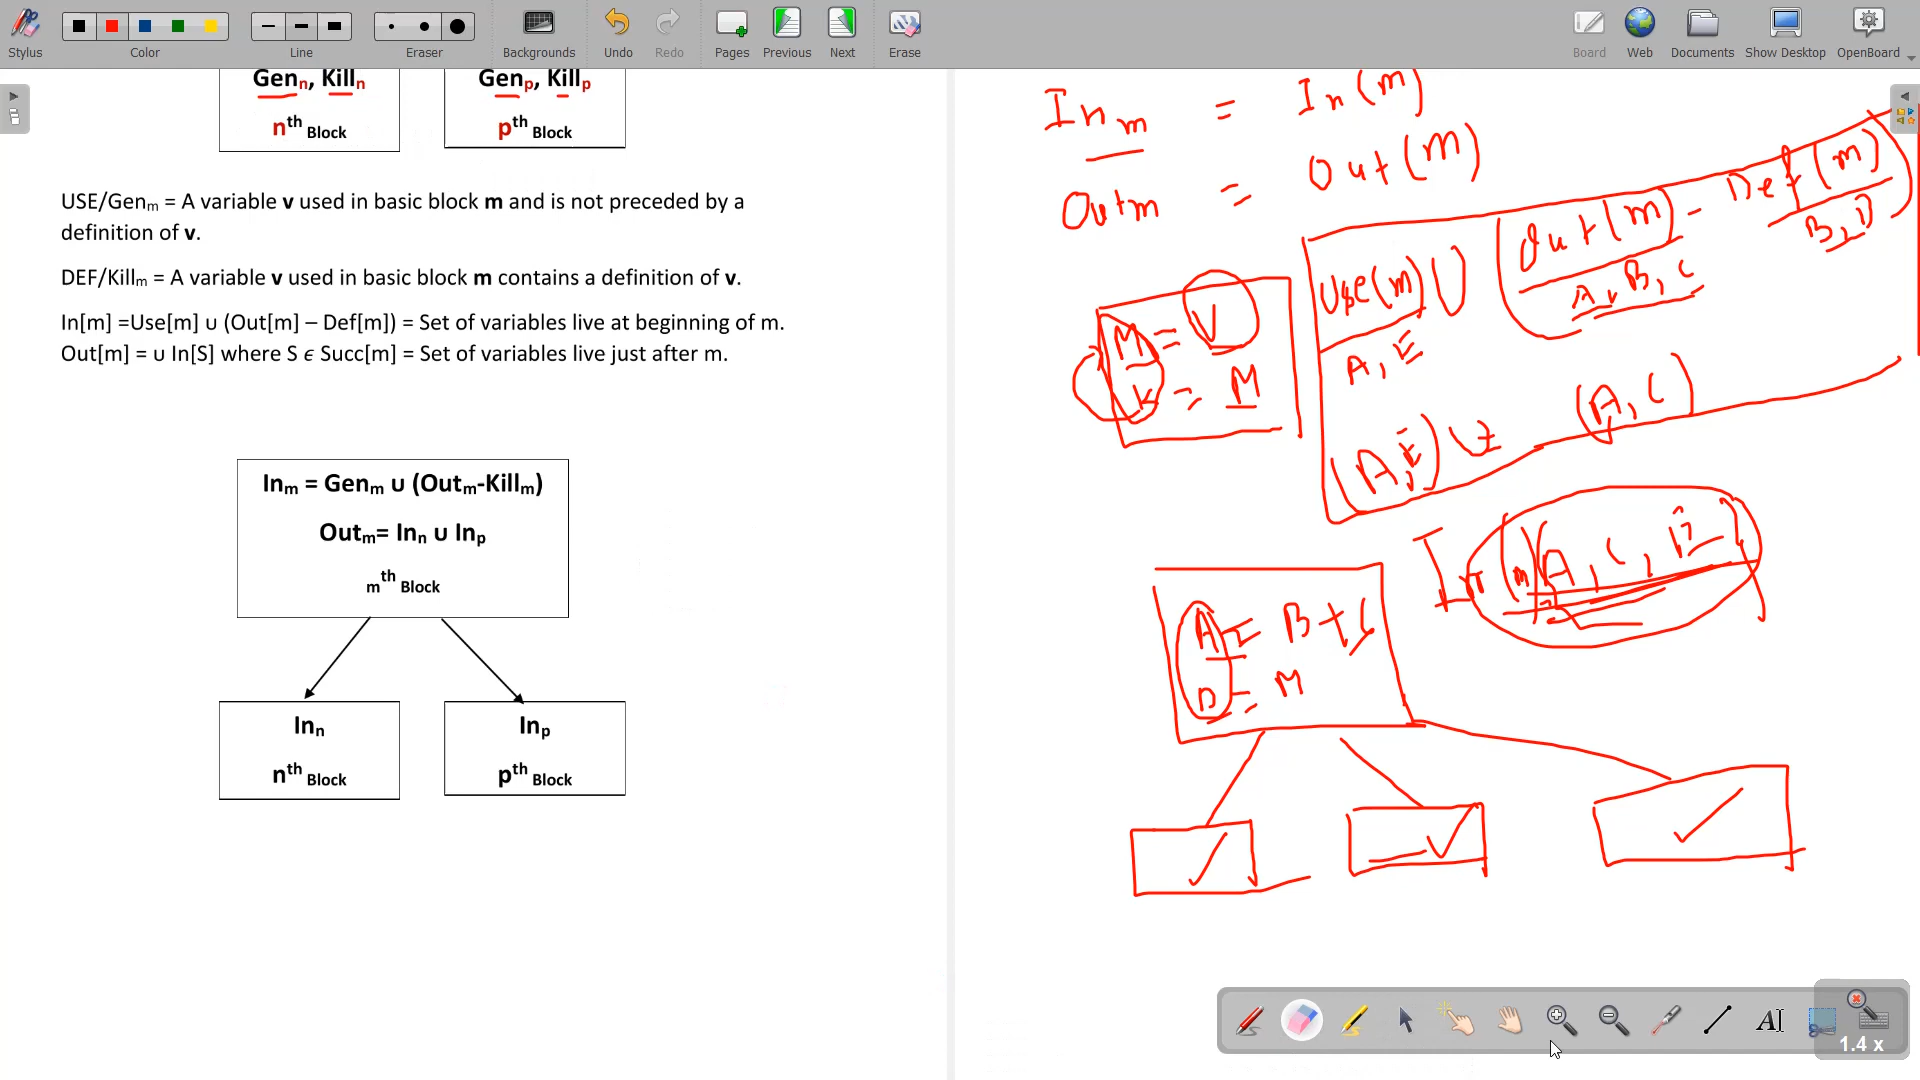 Stylus Color Line Eraser Backgrounds Undo Redo Pages Previous Next Erase Board Web Documents Show Desktop OpenBoard
Genₙ, Killₙ
nᵗʰ Block
Genₚ, Killₚ
pᵗʰ Block
USE/Genₘ = A variable v used in basic block m and is not preceded by a
definition of v.
DEF/Killₘ = A variable v used in basic block m contains a definition of v.
In[m] =Use[m] ∪ (Out[m] – Def[m]) = Set of variables live at beginning of m.
Out[m] = ∪ In[S] where S ϵ Succ[m] = Set of variables live just after m.
Inₘ = Genₘ ∪ (Outₘ-Killₘ)
Outₘ= Inₙ ∪ Inₚ
mᵗʰ Block
Inₙ
nᵗʰ Block
Inₚ
pᵗʰ Block
Inₘ = In(m)
Outm = Out(m)
Use(m) ∪ (Out(m) - Def(m))
A, E
A, B, C
B, D
M = V
K = M
(A, E) ∪ (A, C)
In(m) A, C, E
A = B + C
D = M
1.4 x